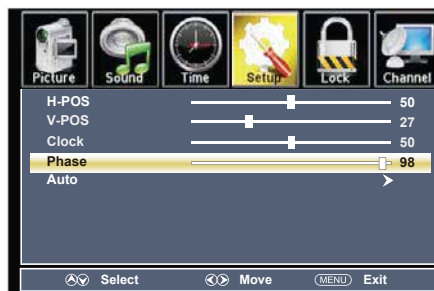 Picture Sound Time Setup Lock Channel
H-POS 50
V-POS 27
Clock 50
Phase 98
Auto
Select Move MENU Exit